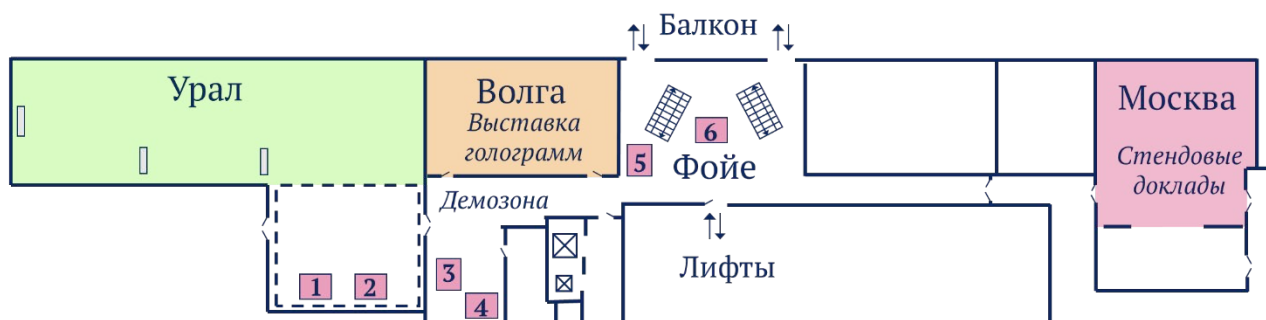 Балкон
Урал
Волга
Выставка
голограмм
Москва
Стендовые
доклады
6
5
Фойе
Демозона
Лифты
1
2
3
4